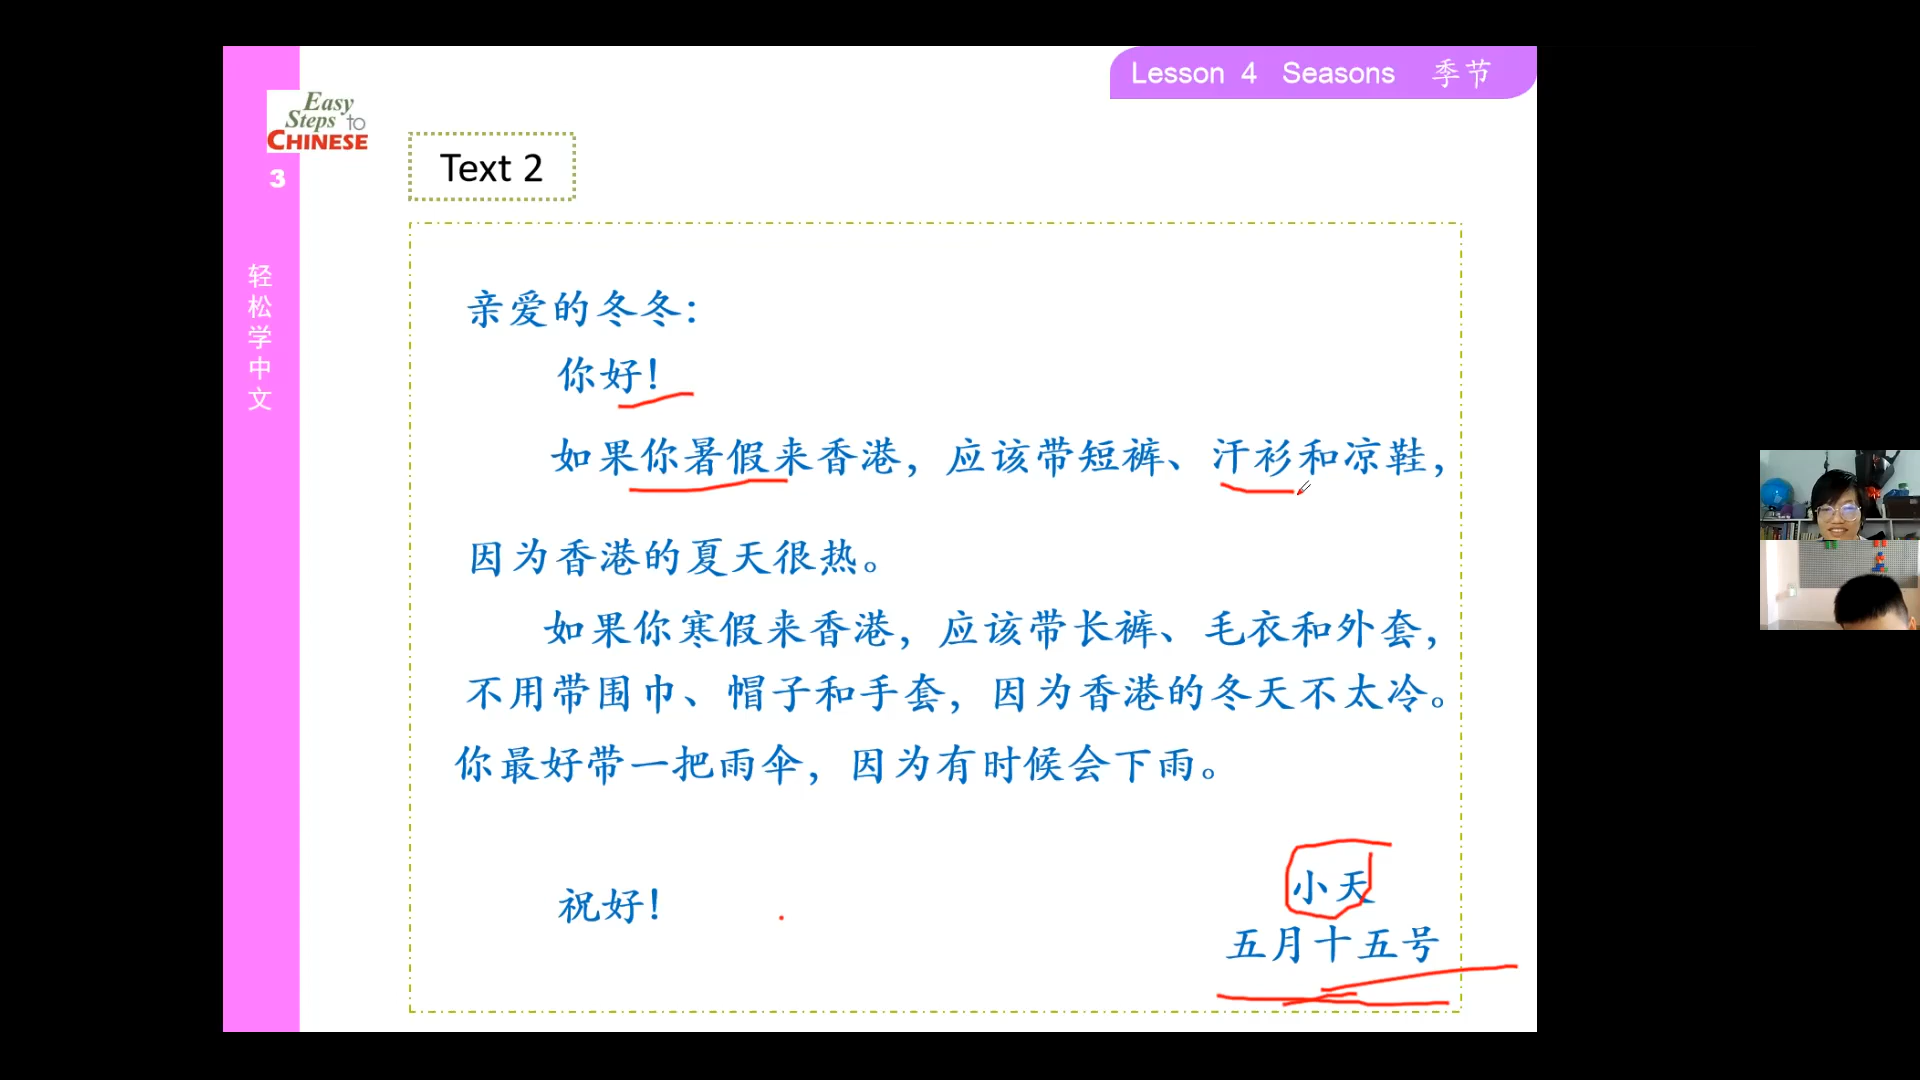 Lesson 4 Seasons 季节
Easy
Steps to
CHINESE
3
轻松学中文
Text 2
亲爱的冬冬：
你好！
如果你暑假来香港，应该带短裤、汗衫和凉鞋，
因为香港的夏天很热。
如果你寒假来香港，应该带长裤、毛衣和外套，
不用带围巾、帽子和手套，因为香港的冬天不太冷。
你最好带一把雨伞，因为有时候会下雨。
祝好！
小天
五月十五号